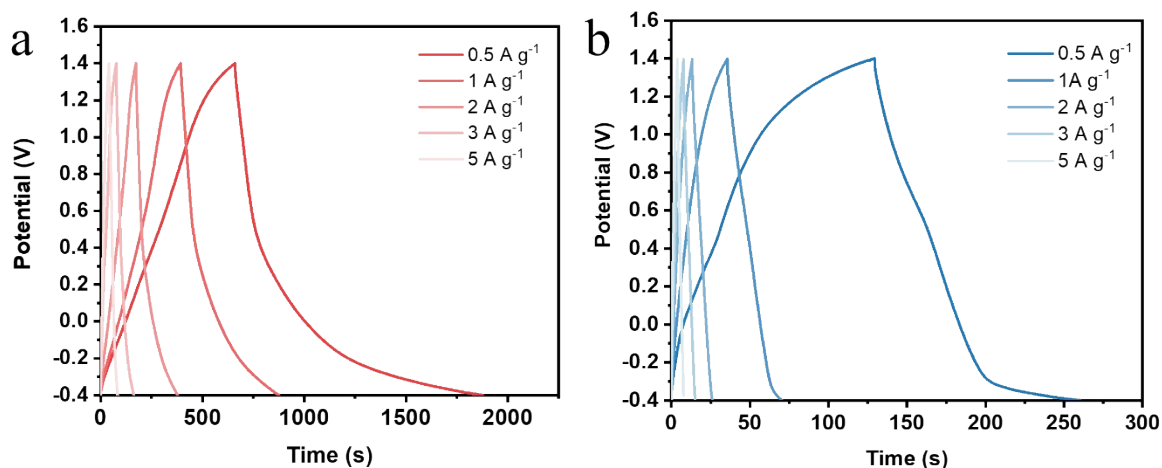 a
1.6
1.4
1.2
1.0
0.8
0.6
0.4
0.2
0.0
-0.2
-0.4
Potential (V)
0.5 A g⁻¹
1 A g⁻¹
2 A g⁻¹
3 A g⁻¹
5 A g⁻¹
0 500 1000 1500 2000
Time (s)
b
1.6
1.4
1.2
1.0
0.8
0.6
0.4
0.2
0.0
-0.2
-0.4
Potential (V)
0.5 A g⁻¹
1A g⁻¹
2 A g⁻¹
3 A g⁻¹
5 A g⁻¹
0 50 100 150 200 250 300
Time (s)